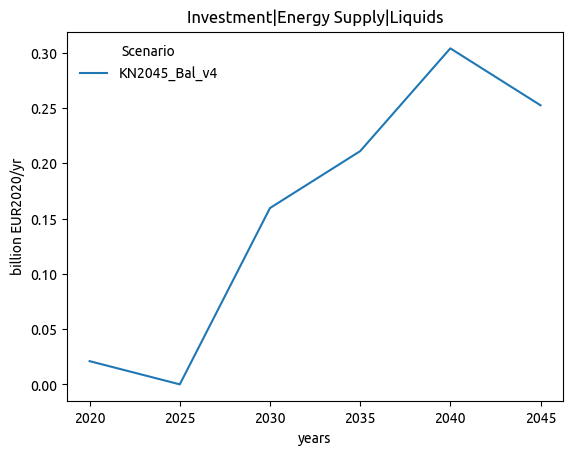 Investment|Energy Supply|Liquids
Scenario
KN2045_Bal_v4
billion EUR2020/yr
0.30
0.25
0.20
0.15
0.10
0.05
0.00
2020 2025 2030 2035 2040 2045
years